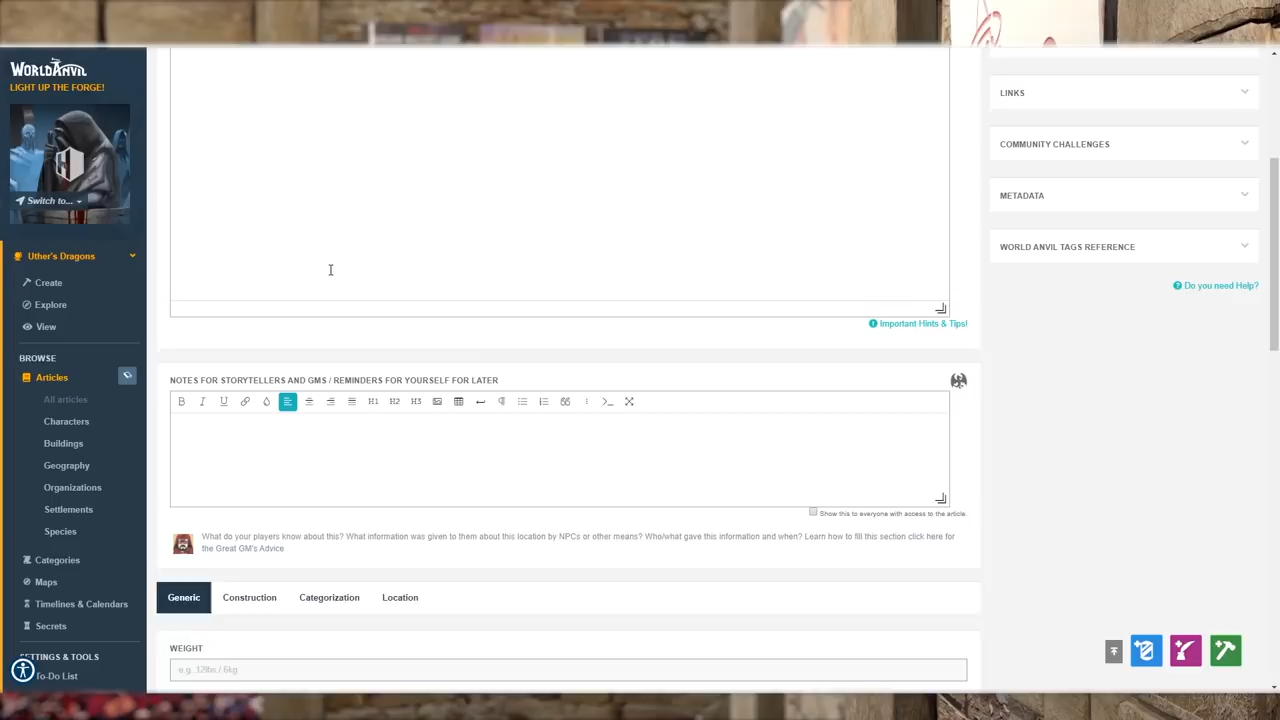 WORLDANVIL
LIGHT UP THE FORGE!
Switch to...
Uther's Dragons
Create
Explore
View
BROWSE
Articles
All articles
Characters
Buildings
Geography
Organizations
Settlements
Species
Categories
Maps
Timelines & Calendars
Secrets
SETTINGS & TOOLS
To-Do List
Important Hints & Tips!
NOTES FOR STORYTELLERS AND GMS / REMINDERS FOR YOURSELF FOR LATER
B I U H1 H2 H3
Show this to everyone with access to the article.
What do your players know about this? What information was given to them about this location by NPCs or other means? Who/what gave this information and when? Learn how to fill this section click here for
the Great GM's Advice
Generic Construction Categorization Location
WEIGHT
e.g. 12lbs / 6kg
LINKS
COMMUNITY CHALLENGES
METADATA
WORLD ANVIL TAGS REFERENCE
Do you need Help?